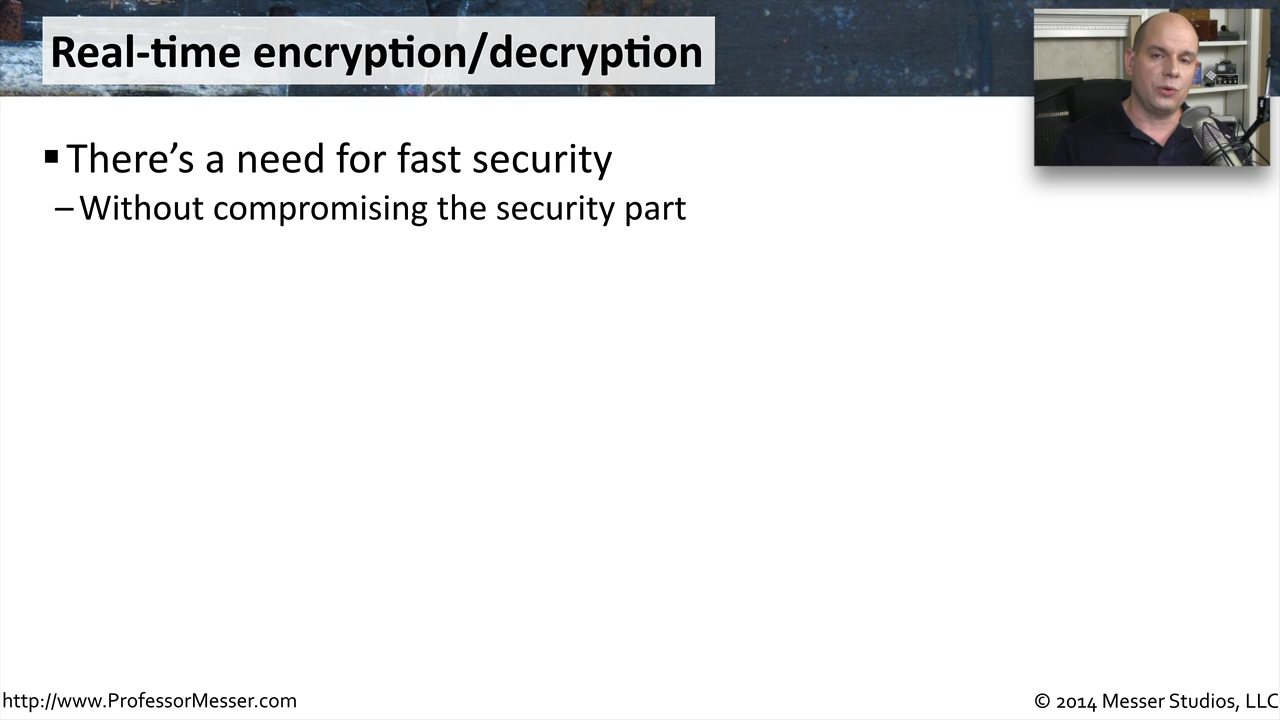 Real-time encryption/decryption
▪ There’s a need for fast security
– Without compromising the security part
http://www.ProfessorMesser.com
© 2014 Messer Studios, LLC